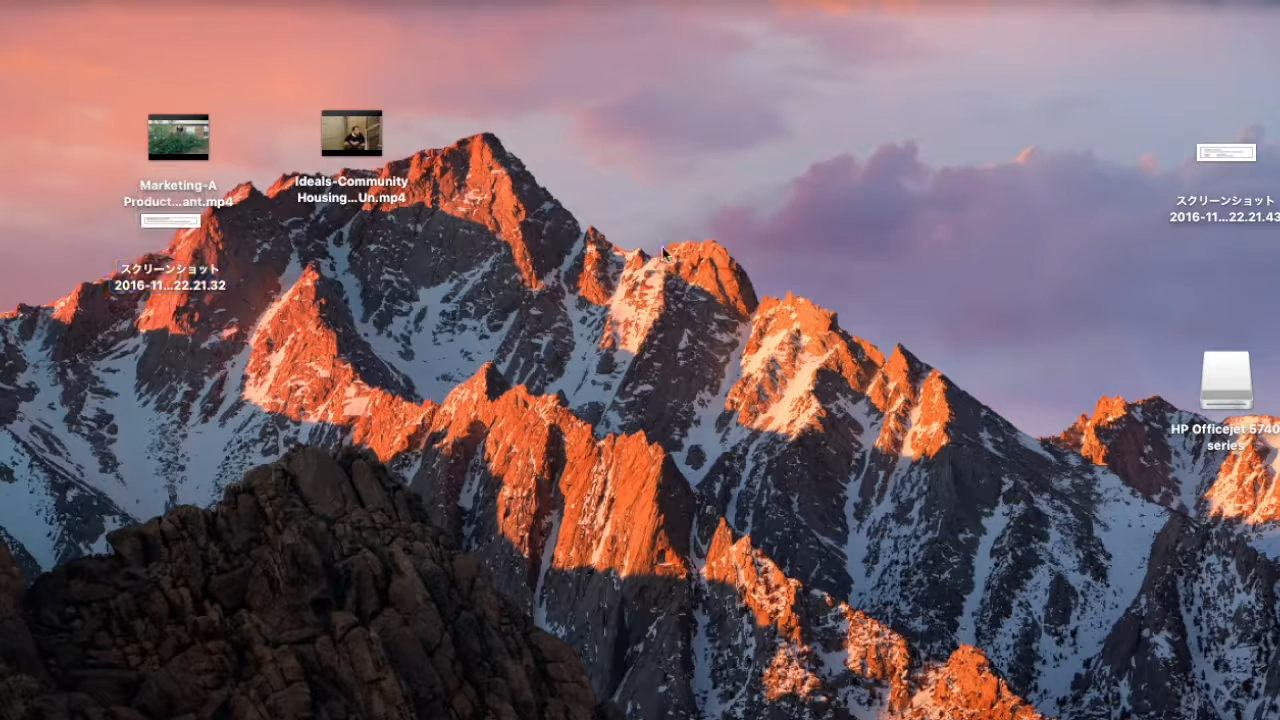 Marketing-A
Product...ant.mp4
Ideals-Community
Housing...Un.mp4
スクリーンショット
2016-11...22.21.32
スクリーンショット
2016-11...22.21.43
HP Officejet 5740
series